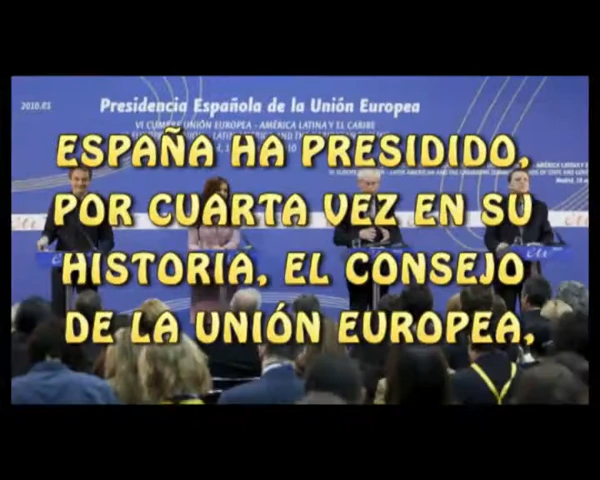 2010.ES
Presidencia Española de la Unión Europea
VI CUMBRE UNIÓN EUROPEA - AMÉRICA LATINA Y EL CARIBE
ESPAÑA HA PRESIDIDO,
POR CUARTA VEZ EN SU
HISTORIA, EL CONSEJO
DE LA UNIÓN EUROPEA,